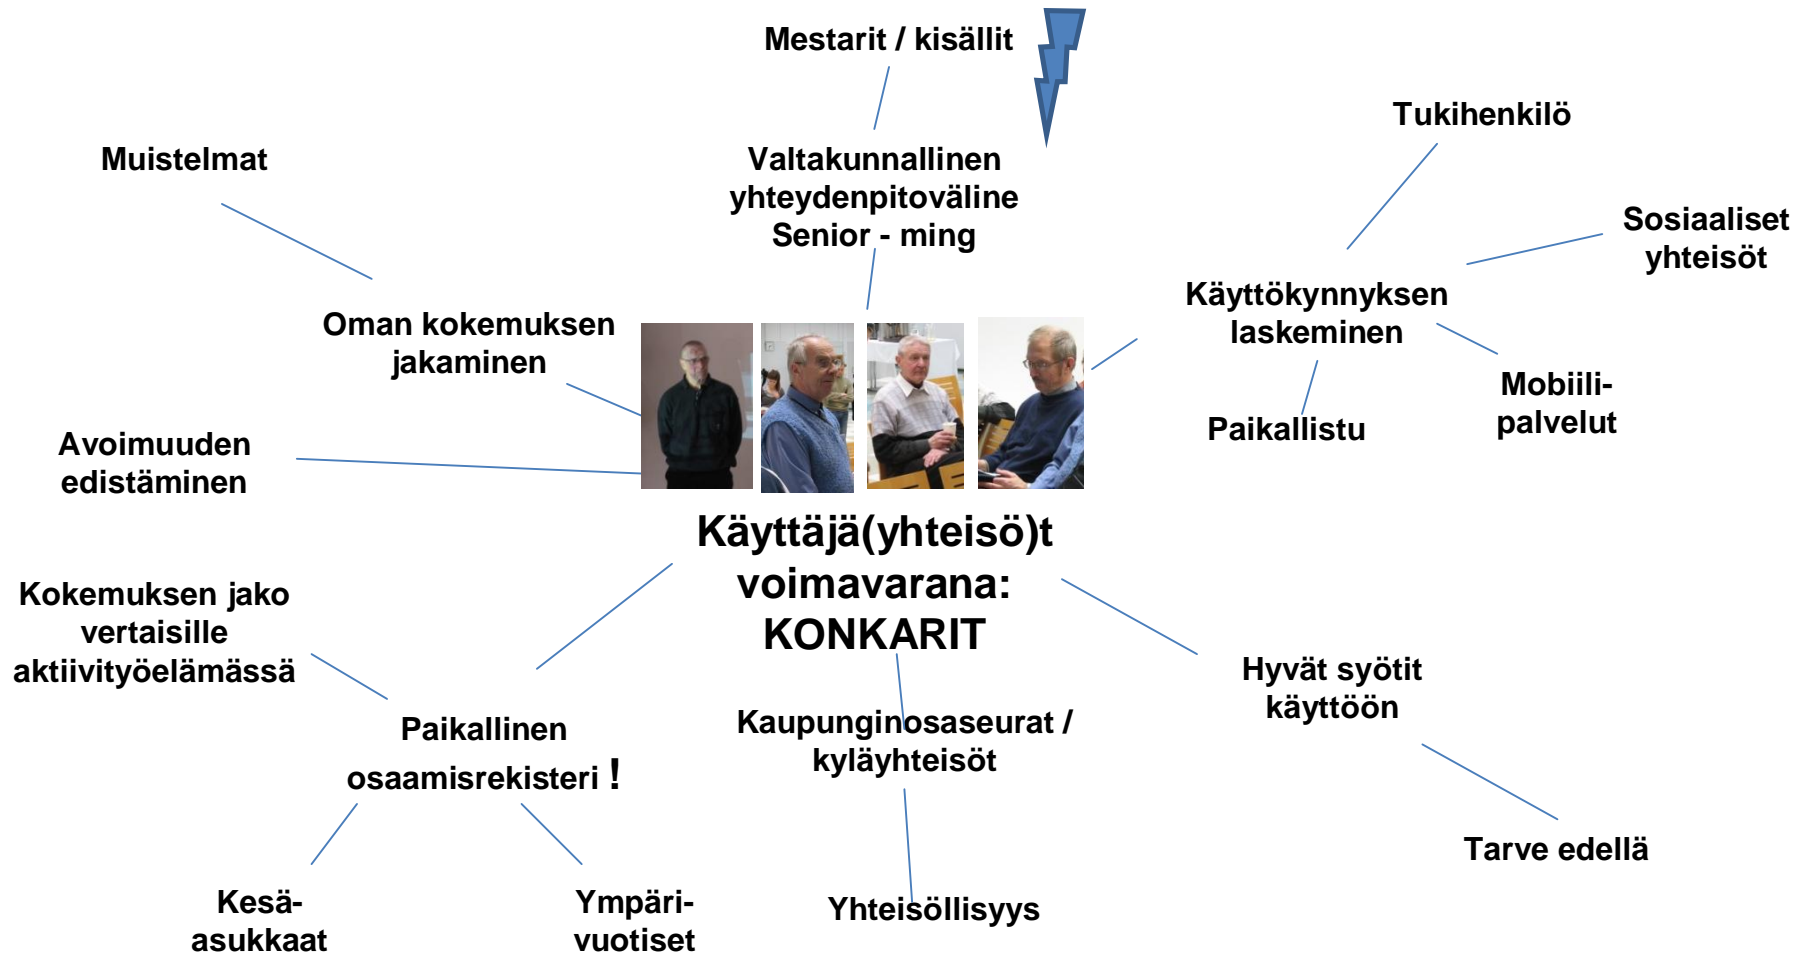 Mestarit / kisällit
Tukihenkilö
Muistelmat
Valtakunnallinen
yhteydenpitoväline
Senior - ming
Sosiaaliset
yhteisöt
Käyttökynnyksen
laskeminen
Oman kokemuksen
jakaminen
Mobiili-
palvelut
Paikallistu
Avoimuuden
edistäminen
Käyttäjä(yhteisö)t
voimavarana:
KONKARIT
Kokemuksen jako
vertaisille
aktiivityöelämässä
Hyvät syötit
käyttöön
Paikallinen
osaamisrekisteri !
Kaupunginosaseurat /
kyläyhteisöt
Tarve edellä
Kesä-
asukkaat
Ympäri-
vuotiset
Yhteisöllisyys